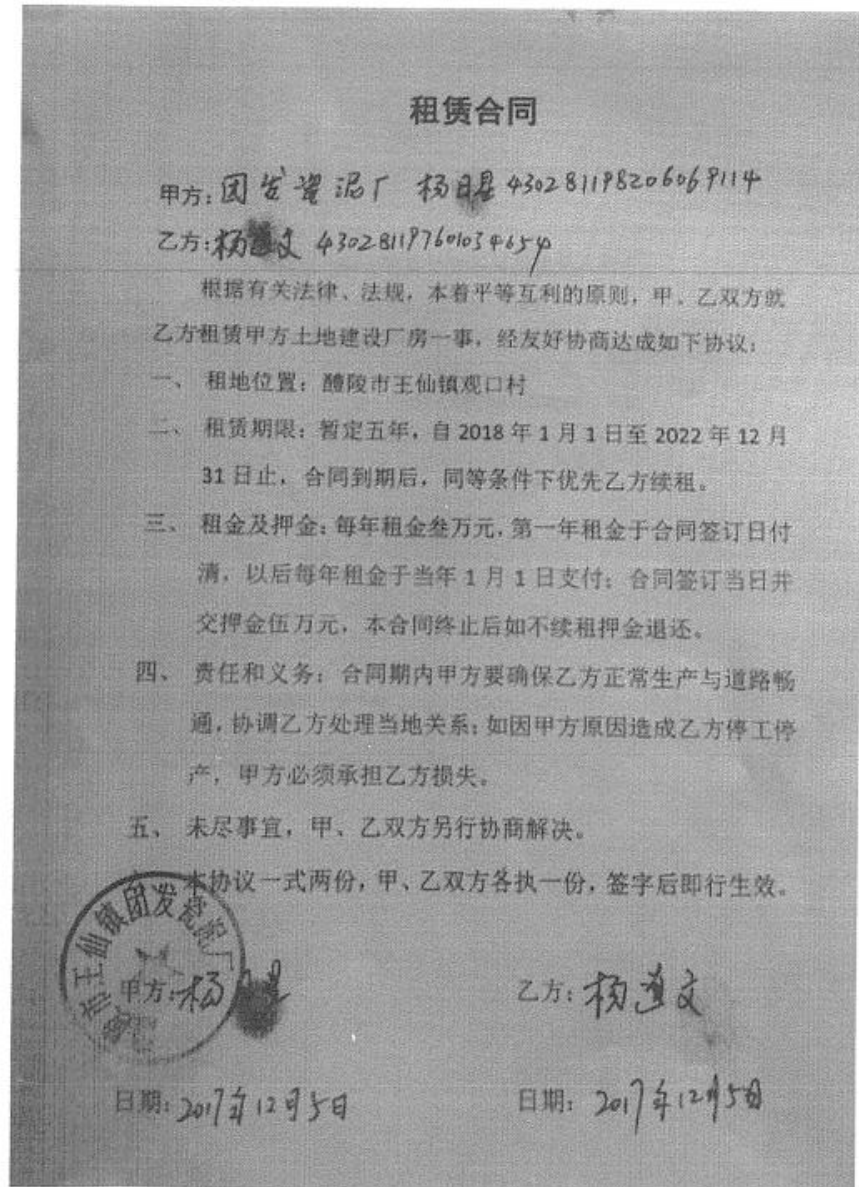 租赁合同
甲方：团发瓷泥厂 杨日星 430281198206069114
乙方：杨道文 430281197601034654
根据有关法律、法规，本着平等互利的原则，甲、乙双方就
乙方租赁甲方土地建设厂房一事，经友好协商达成如下协议：
一、 租地位置：醴陵市王仙镇观口村
二、 租赁期限：暂定五年，自 2018 年 1 月 1 日至 2022 年 12 月
31 日止，合同到期后，同等条件下优先乙方续租。
三、 租金及押金：每年租金叁万元，第一年租金于合同签订日付
清，以后每年租金于当年 1 月 1 日支付；合同签订当日并
交押金伍万元，本合同终止后如不续租押金退还。
四、 责任和义务：合同期内甲方要确保乙方正常生产与道路畅
通，协调乙方处理当地关系；如因甲方原因造成乙方停工停
产，甲方必须承担乙方损失。
五、 未尽事宜，甲、乙双方另行协商解决。
本协议一式两份，甲、乙双方各执一份，签字后即行生效。
陵市王仙镇团发瓷泥厂
甲方：杨 星
乙方：杨道文
日期：2017年12月5日
日期：2017年12月5日